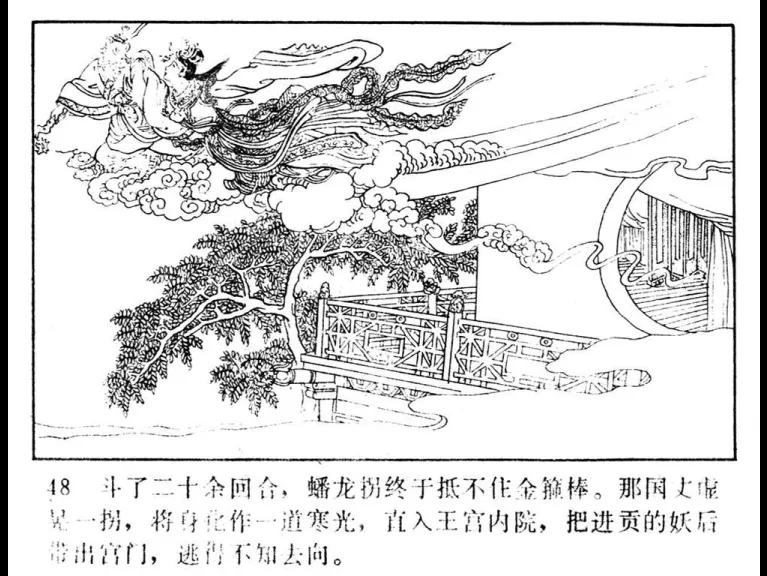 48 斗了二十余回合，蟠龙拐终于抵不住金箍棒。那国丈虚
晃一拐，将身化作一道寒光，直入王宫内院，把进贡的妖后
带出宫门，逃得不知去向。